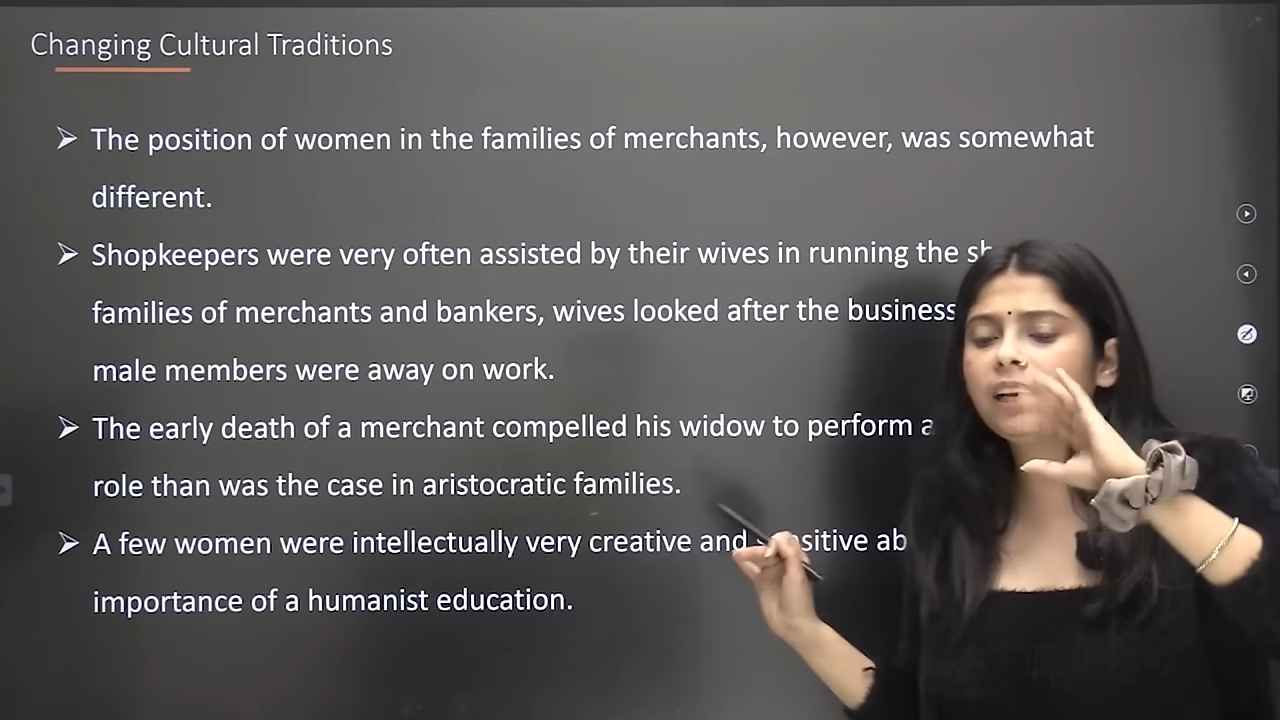 Changing Cultural Traditions
➢ The position of women in the families of merchants, however, was somewhat
different.
➢ Shopkeepers were very often assisted by their wives in running the
families of merchants and bankers, wives looked after the business
male members were away on work.
➢ The early death of a merchant compelled his widow to perform a
role than was the case in aristocratic families.
➢ A few women were intellectually very creative and
importance of a humanist education.